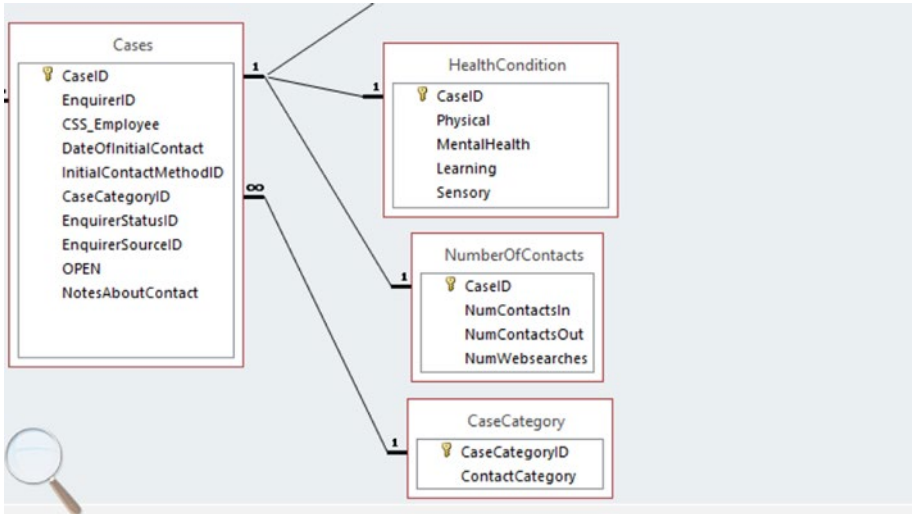 Cases
CaseID
EnquirerID
CSS_Employee
DateOfInitialContact
InitialContactMethodID
CaseCategoryID
EnquirerStatusID
EnquirerSourceID
OPEN
NotesAboutContact
1
∞
1
HealthCondition
CaseID
Physical
MentalHealth
Learning
Sensory
1
NumberOfContacts
CaseID
NumContactsIn
NumContactsOut
NumWebsearches
1
CaseCategory
CaseCategoryID
ContactCategory